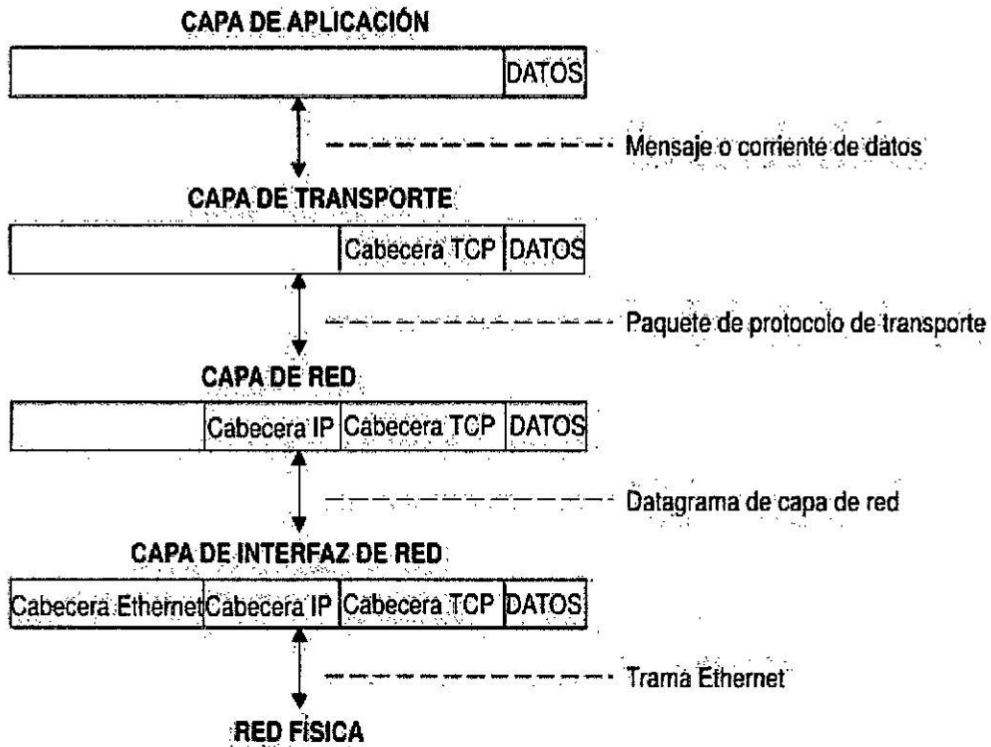 CAPA DE APLICACIÓN
DATOS
Mensaje o corriente de datos
CAPA DE TRANSPORTE
Cabecera TCP DATOS
Paquete de protocolo de transporte
CAPA DE RED
Cabecera IP Cabecera TCP DATOS
Datagrama de capa de red
CAPA DE INTERFAZ DE RED
Cabecera Ethernet Cabecera IP Cabecera TCP DATOS
Trama Ethernet
RED FÍSICA